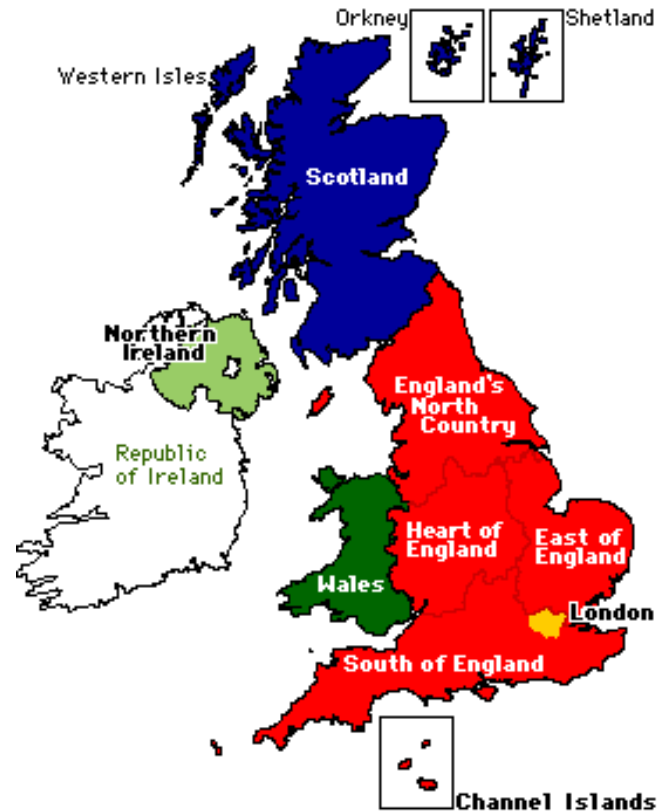 Orkney
Shetland
Western Isles
Scotland
Northern
Ireland
England's
North
Country
Republic
of Ireland
Heart of
England
East of
England
Wales
London
South of England
Channel Islands